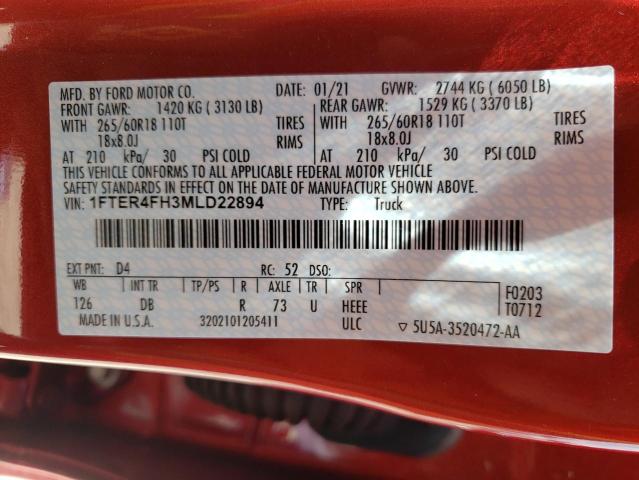 MFD. BY FORD MOTOR CO. DATE: 01/21 GVWR: 2744 KG ( 6050 LB)
FRONT GAWR: 1420 KG ( 3130 LB) REAR GAWR: 1529 KG ( 3370 LB)
WITH 265/60R18 110T TIRES WITH 265/60R18 110T TIRES
18x8.0J RIMS 18x8.0J RIMS
AT 210 kPa/ 30 PSI COLD AT 210 kPa/ 30 PSI COLD
THIS VEHICLE CONFORMS TO ALL APPLICABLE FEDERAL MOTOR VEHICLE
SAFETY STANDARDS IN EFFECT ON THE DATE OF MANUFACTURE SHOWN ABOVE.
VIN: 1FTER4FH3MLD22894 TYPE: Truck
EXT PNT: D4 RC: 52 DSO:
WB INT TR TP/PS R AXLE TR SPR F0203
126 DB R 73 U HEEE T0712
MADE IN U.S.A. 3202101205411 ULC ▽ 5U5A-3520472-AA